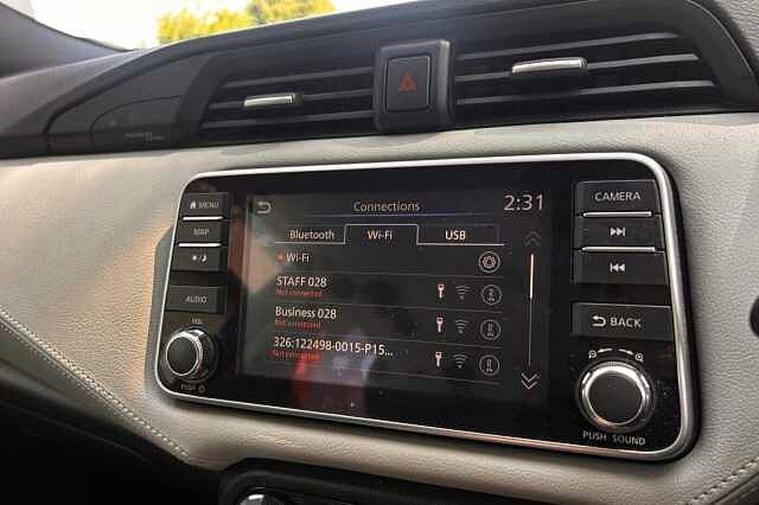 MENU
MAP
AUDIO
VOL
PUSH
Connections
2:31
Bluetooth
Wi-Fi
USB
Wi-Fi
STAFF 028
Not connected
Business 028
Not connected
326:122498-0015-P15...
Not connected
CAMERA
BACK
PUSH SOUND